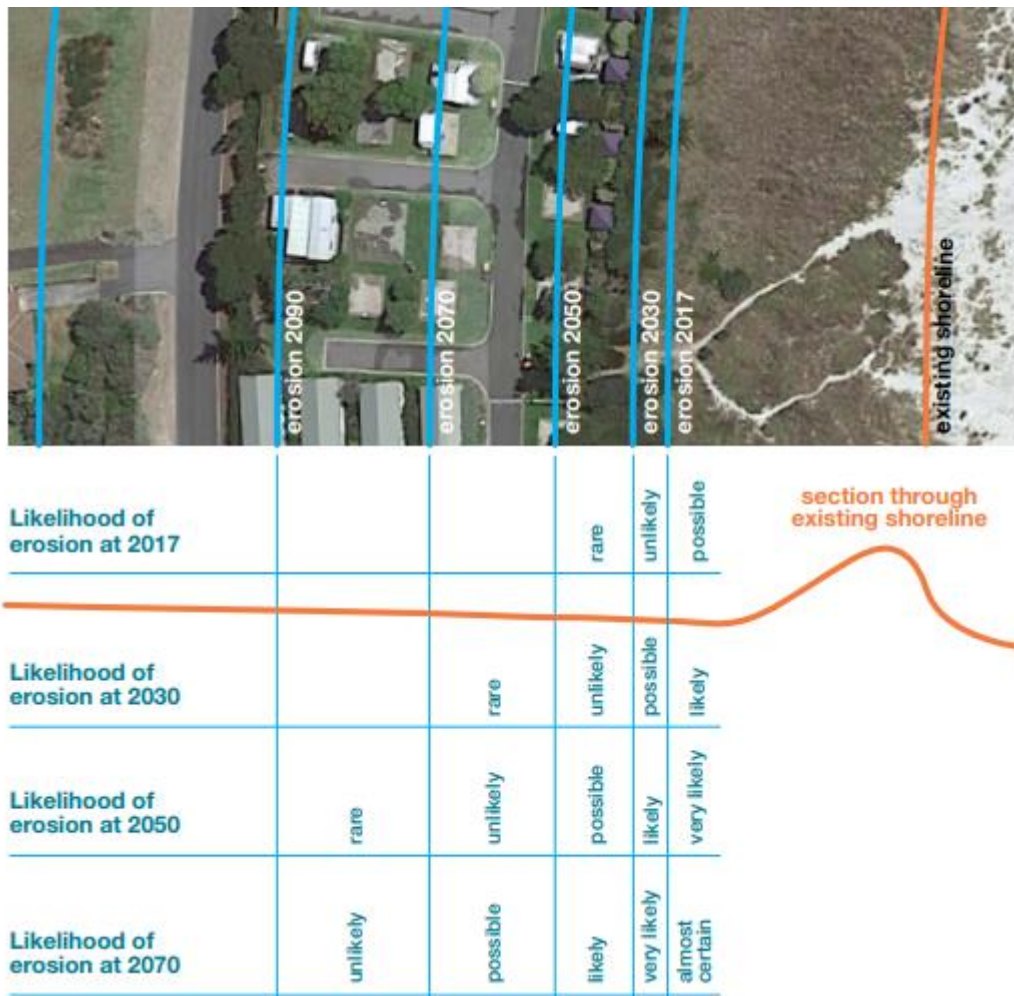 erosion 2090
erosion 2070
erosion 2050
erosion 2030
erosion 2017
existing shoreline
section through
existing shoreline
Likelihood of
erosion at 2017
rare
unlikely
possible
Likelihood of
erosion at 2030
rare
unlikely
possible
likely
Likelihood of
erosion at 2050
rare
unlikely
possible
likely
very likely
Likelihood of
erosion at 2070
unlikely
possible
likely
very likely
almost
certain